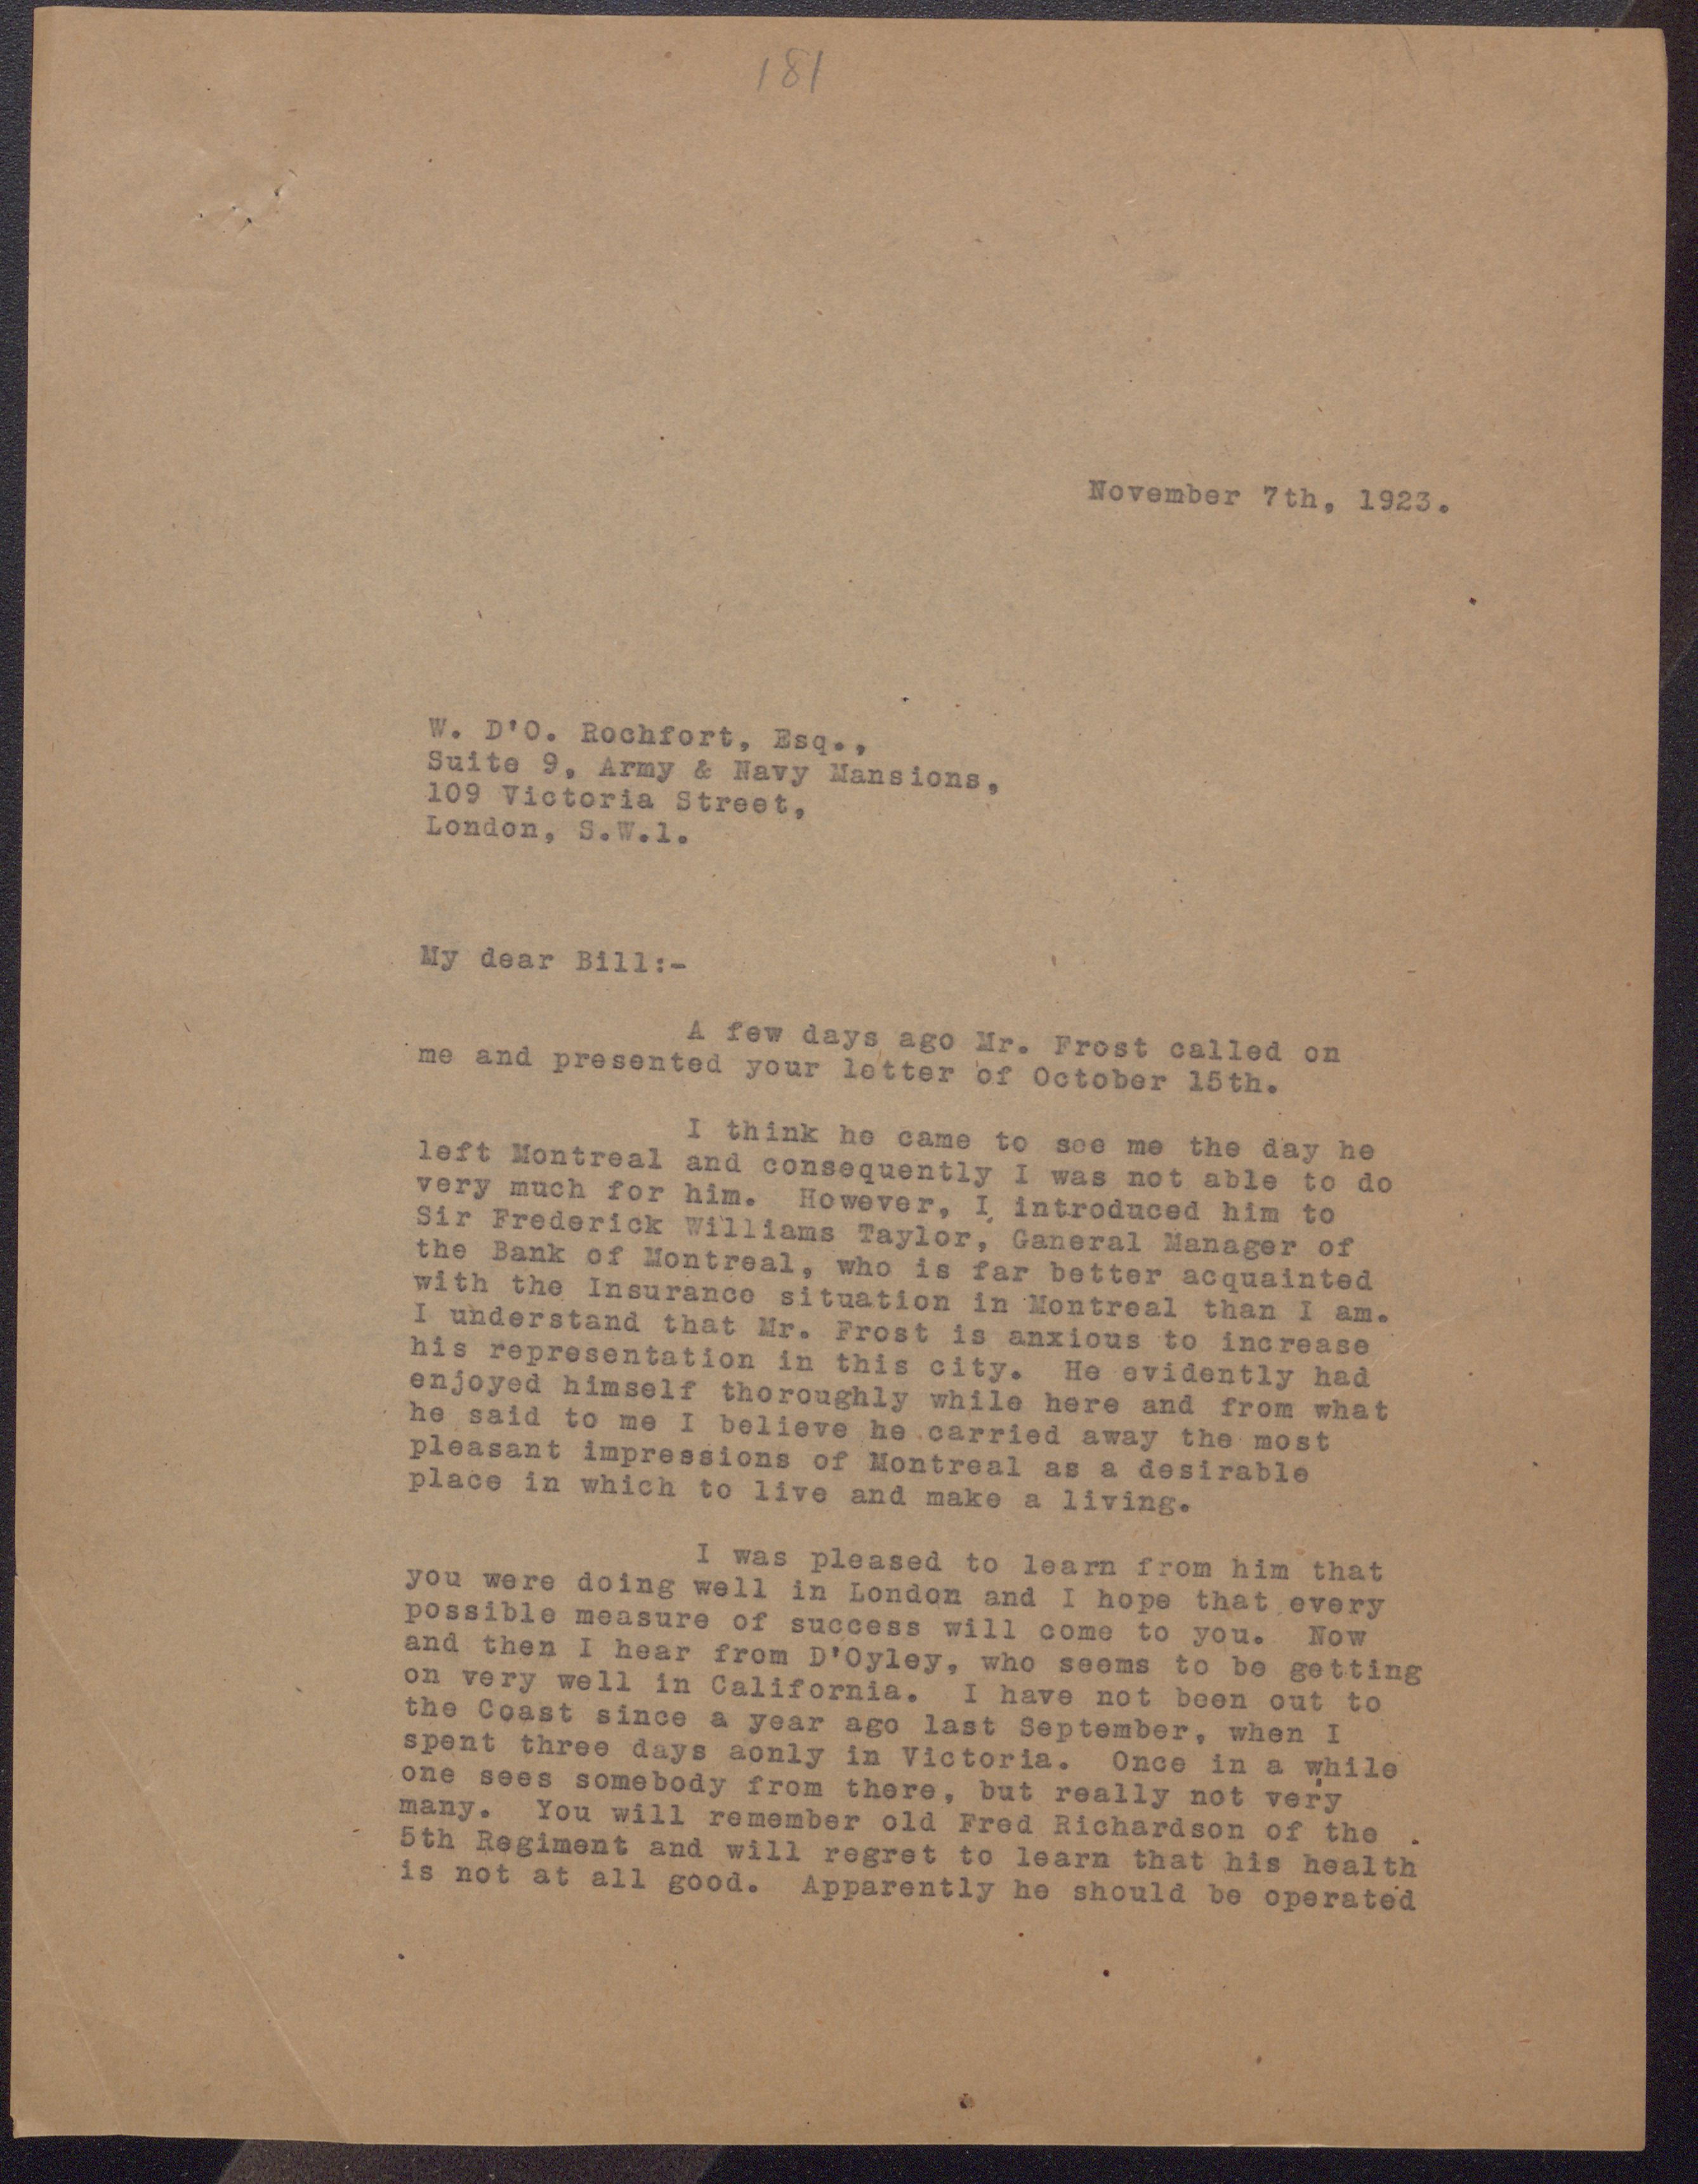 181
November 7th, 1923.
W. D'O. Rochfort, Esq.,
Suite 9, Army & Navy Mansions,
109 Victoria Street,
London, S.W.1.
My dear Bill:-
A few days ago Mr. Frost called on
me and presented your letter of October 15th.
I think he came to see me the day he
left Montreal and consequently I was not able to do
very much for him. However, I introduced him to
Sir Frederick Williams Taylor, Ganeral Manager of
the Bank of Montreal, who is far better acquainted
with the Insurance situation in Montreal than I am.
I understand that Mr. Frost is anxious to increase
his representation in this city. He evidently had
enjoyed himself thoroughly while here and from what
he said to me I believe he carried away the most
pleasant impressions of Montreal as a desirable
place in which to live and make a living.
I was pleased to learn from him that
you were doing well in London and I hope that every
possible measure of success will come to you. Now
and then I hear from D'Oyley, who seems to be getting
on very well in California. I have not been out to
the Coast since a year ago last September, when I
spent three days aonly in Victoria. Once in a while
one sees somebody from there, but really not very
many. You will remember old Fred Richardson of the
5th Regiment and will regret to learn that his health
is not at all good. Apparently he should be operated